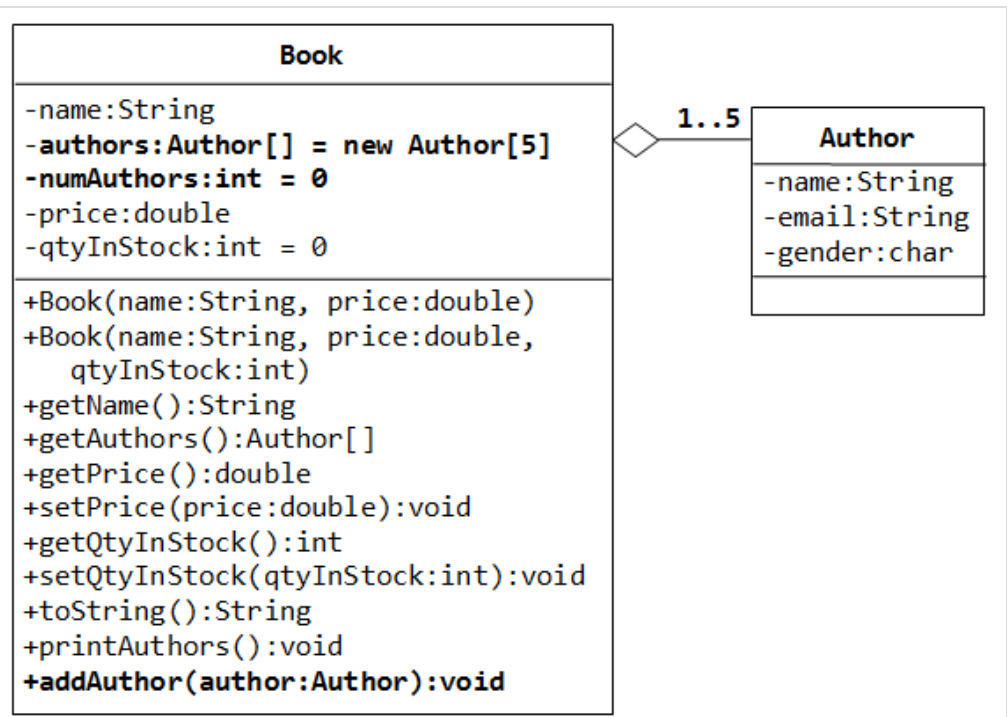 Book
-name:String
-authors:Author[] = new Author[5]
-numAuthors:int = 0
-price:double
-qtyInStock:int = 0
+Book(name:String, price:double)
+Book(name:String, price:double,
qtyInStock:int)
+getName():String
+getAuthors():Author[]
+getPrice():double
+setPrice(price:double):void
+getQtyInStock():int
+setQtyInStock(qtyInStock:int):void
+toString():String
+printAuthors():void
+addAuthor(author:Author):void
1..5
Author
-name:String
-email:String
-gender:char